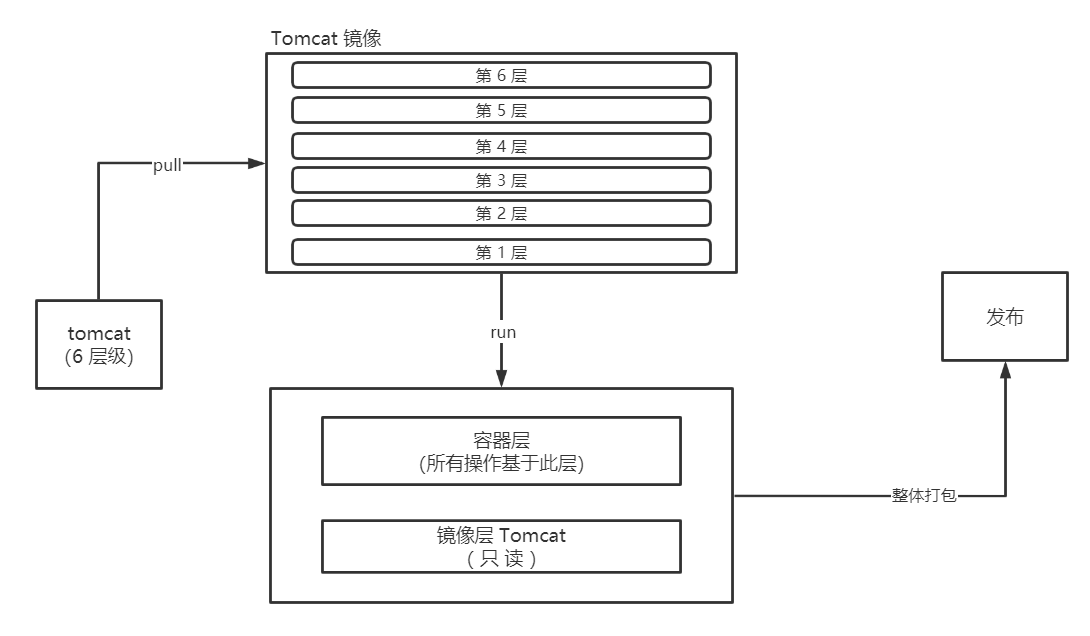 Tomcat 镜像
第 6 层
第 5 层
第 4 层
第 3 层
第 2 层
第 1 层
pull
tomcat
(6 层级)
run
容器层
(所有操作基于此层)
镜像层 Tomcat
( 只 读 )
整体打包
发布